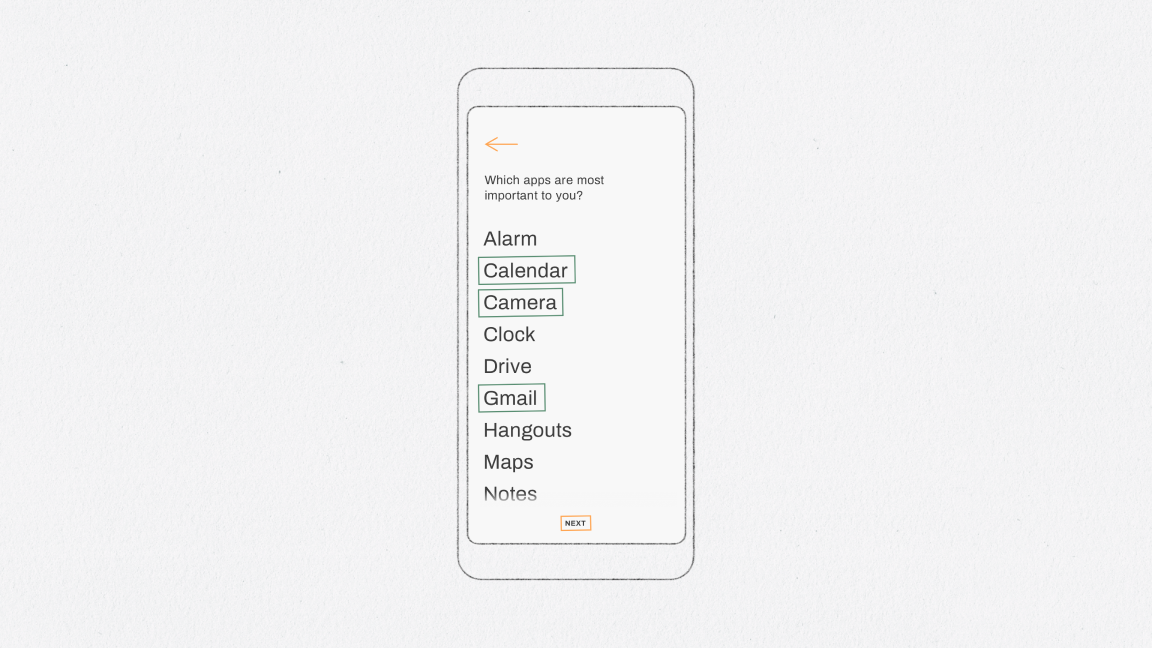 Which apps are most
important to you?
Alarm
Calendar
Camera
Clock
Drive
Gmail
Hangouts
Maps
Notes
NEXT